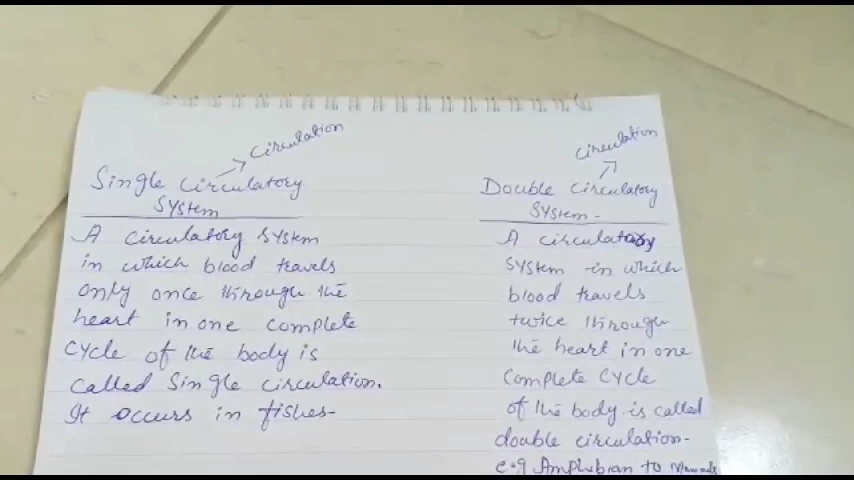 Circulation
Single Circulatory
System
A circulatory system
in which blood travels
only once through the
heart in one complete
cycle of the body is
called Single circulation.
It occurs in fishes-
Circulation
Double Circulatory
System-
A circulatory
system in which
blood travels
twice through
the heart in one
complete cycle
of the body is called
double circulation-
e.g Amphibian to Mammals